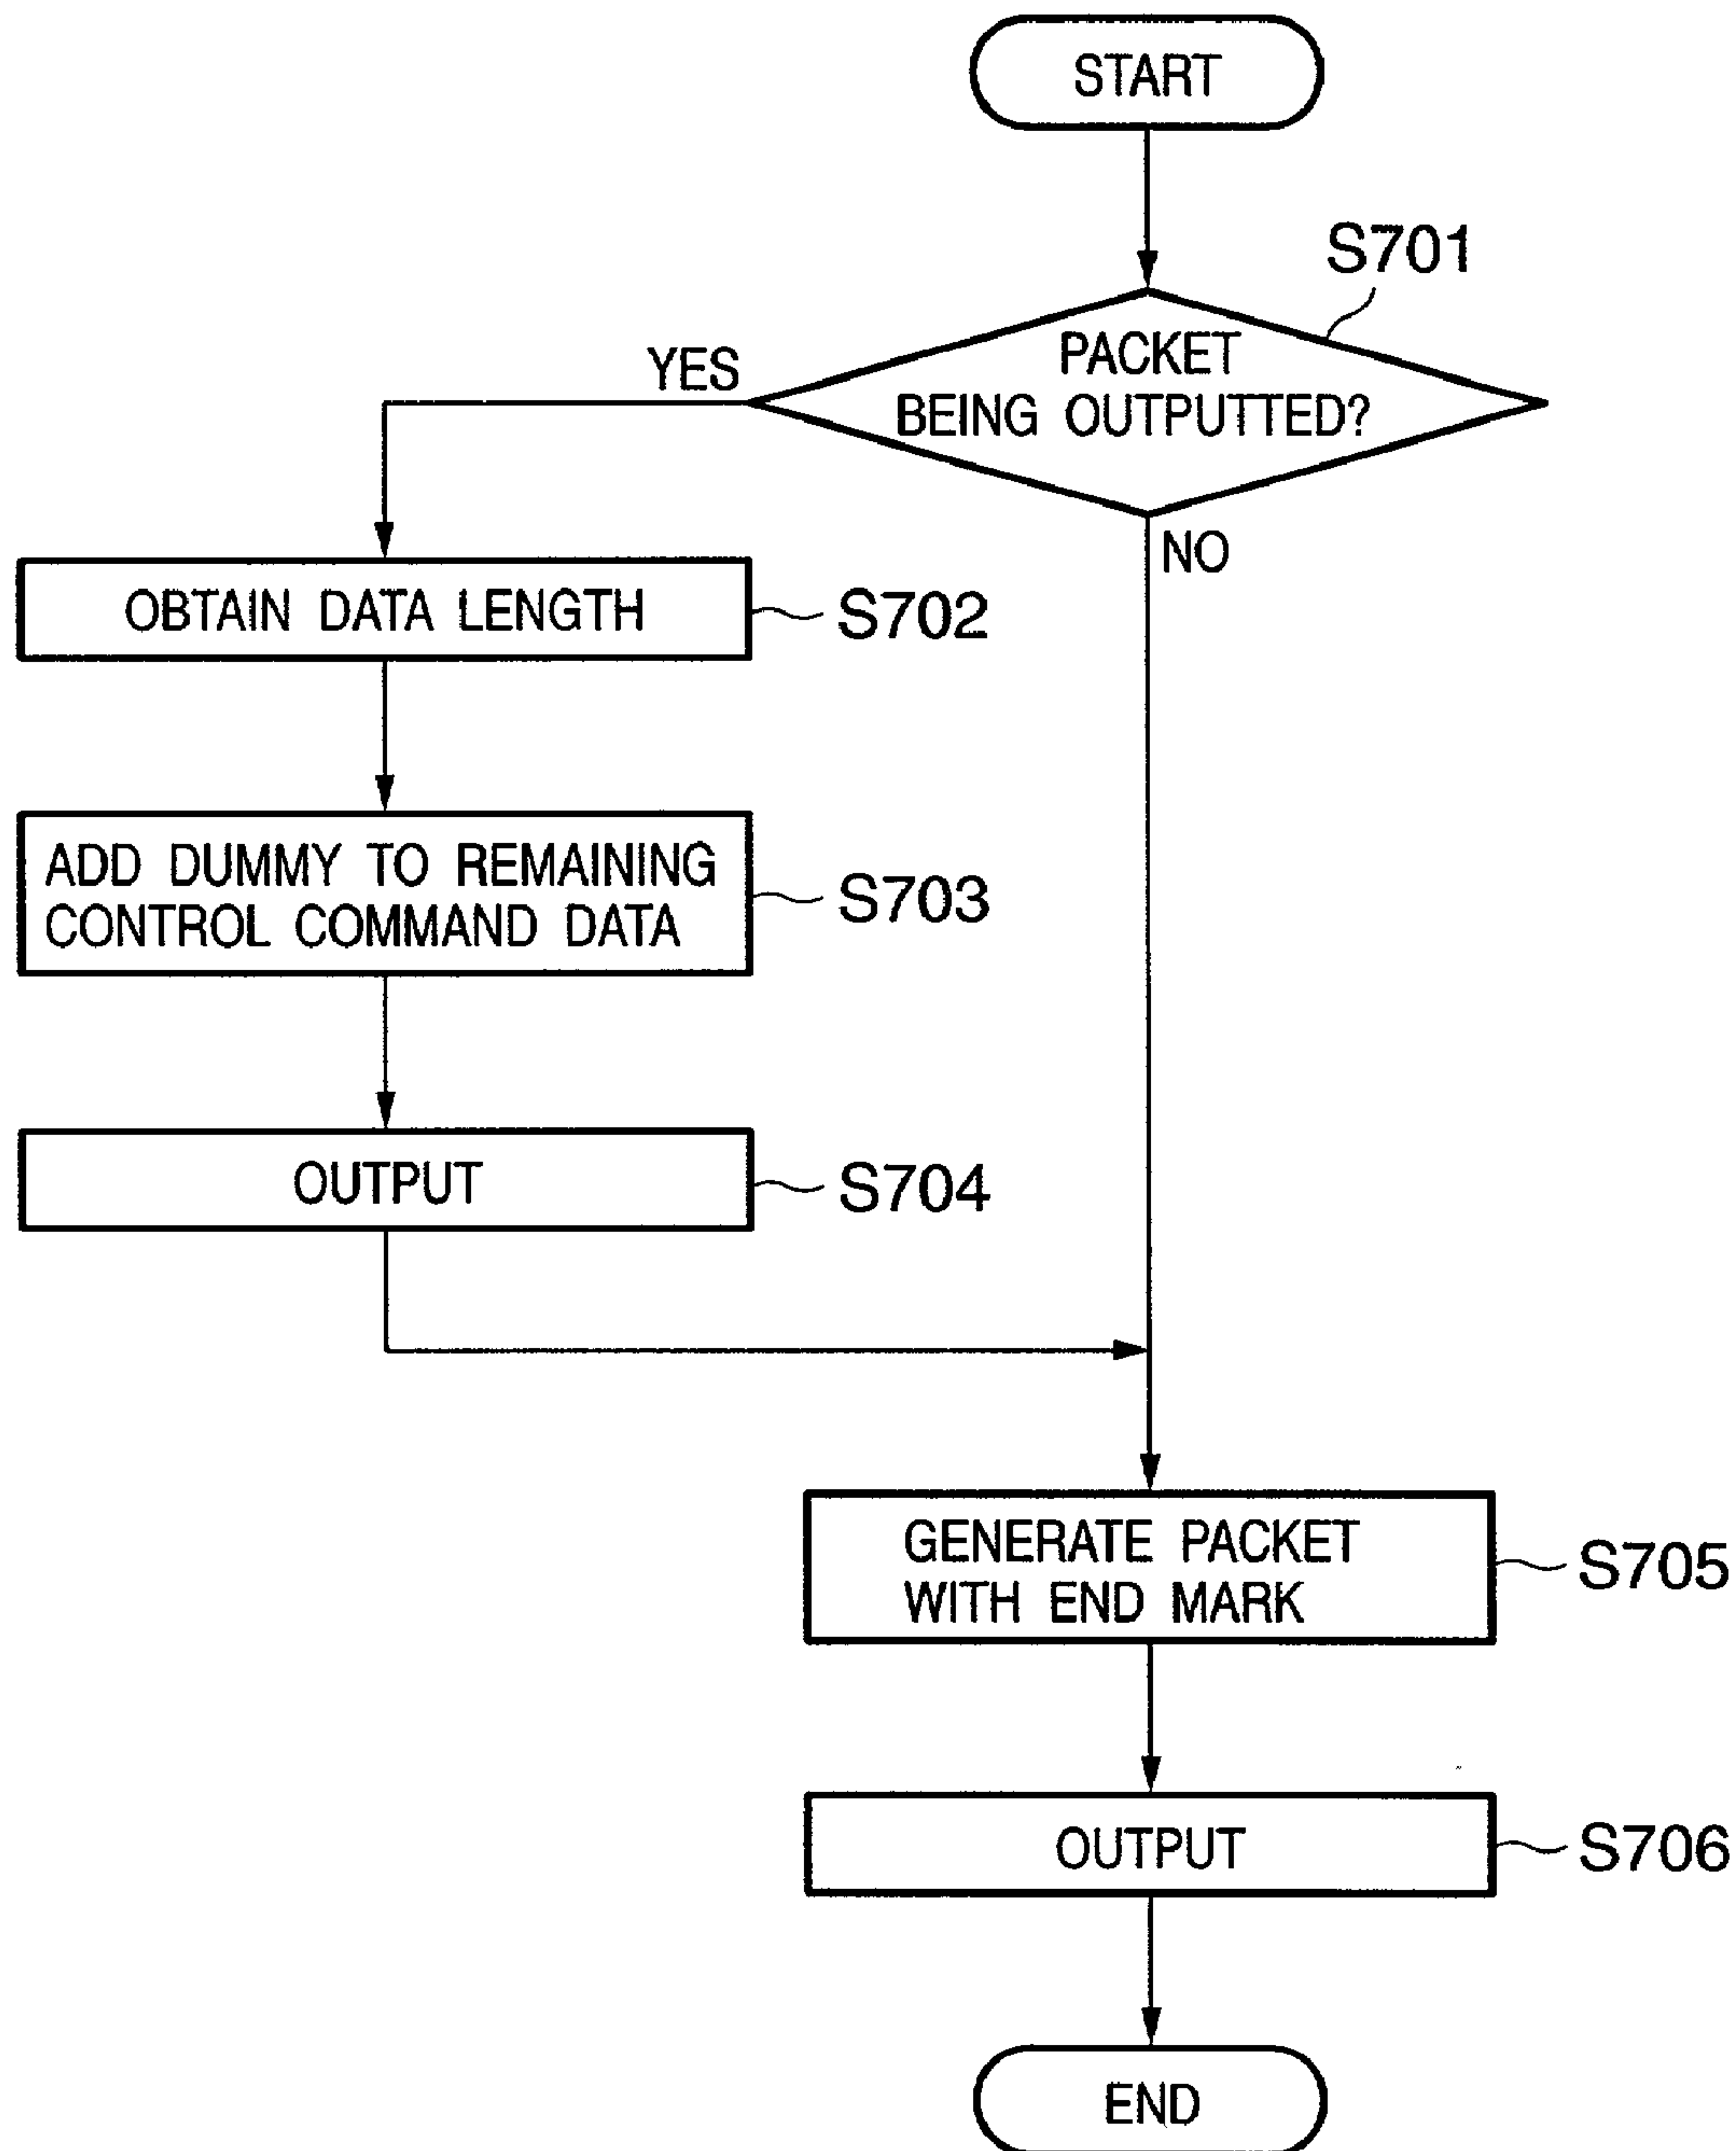 START
S701
PACKET
BEING OUTPUTTED?
YES
NO
OBTAIN DATA LENGTH
S702
ADD DUMMY TO REMAINING
CONTROL COMMAND DATA
S703
OUTPUT
S704
GENERATE PACKET
WITH END MARK
S705
OUTPUT
S706
END